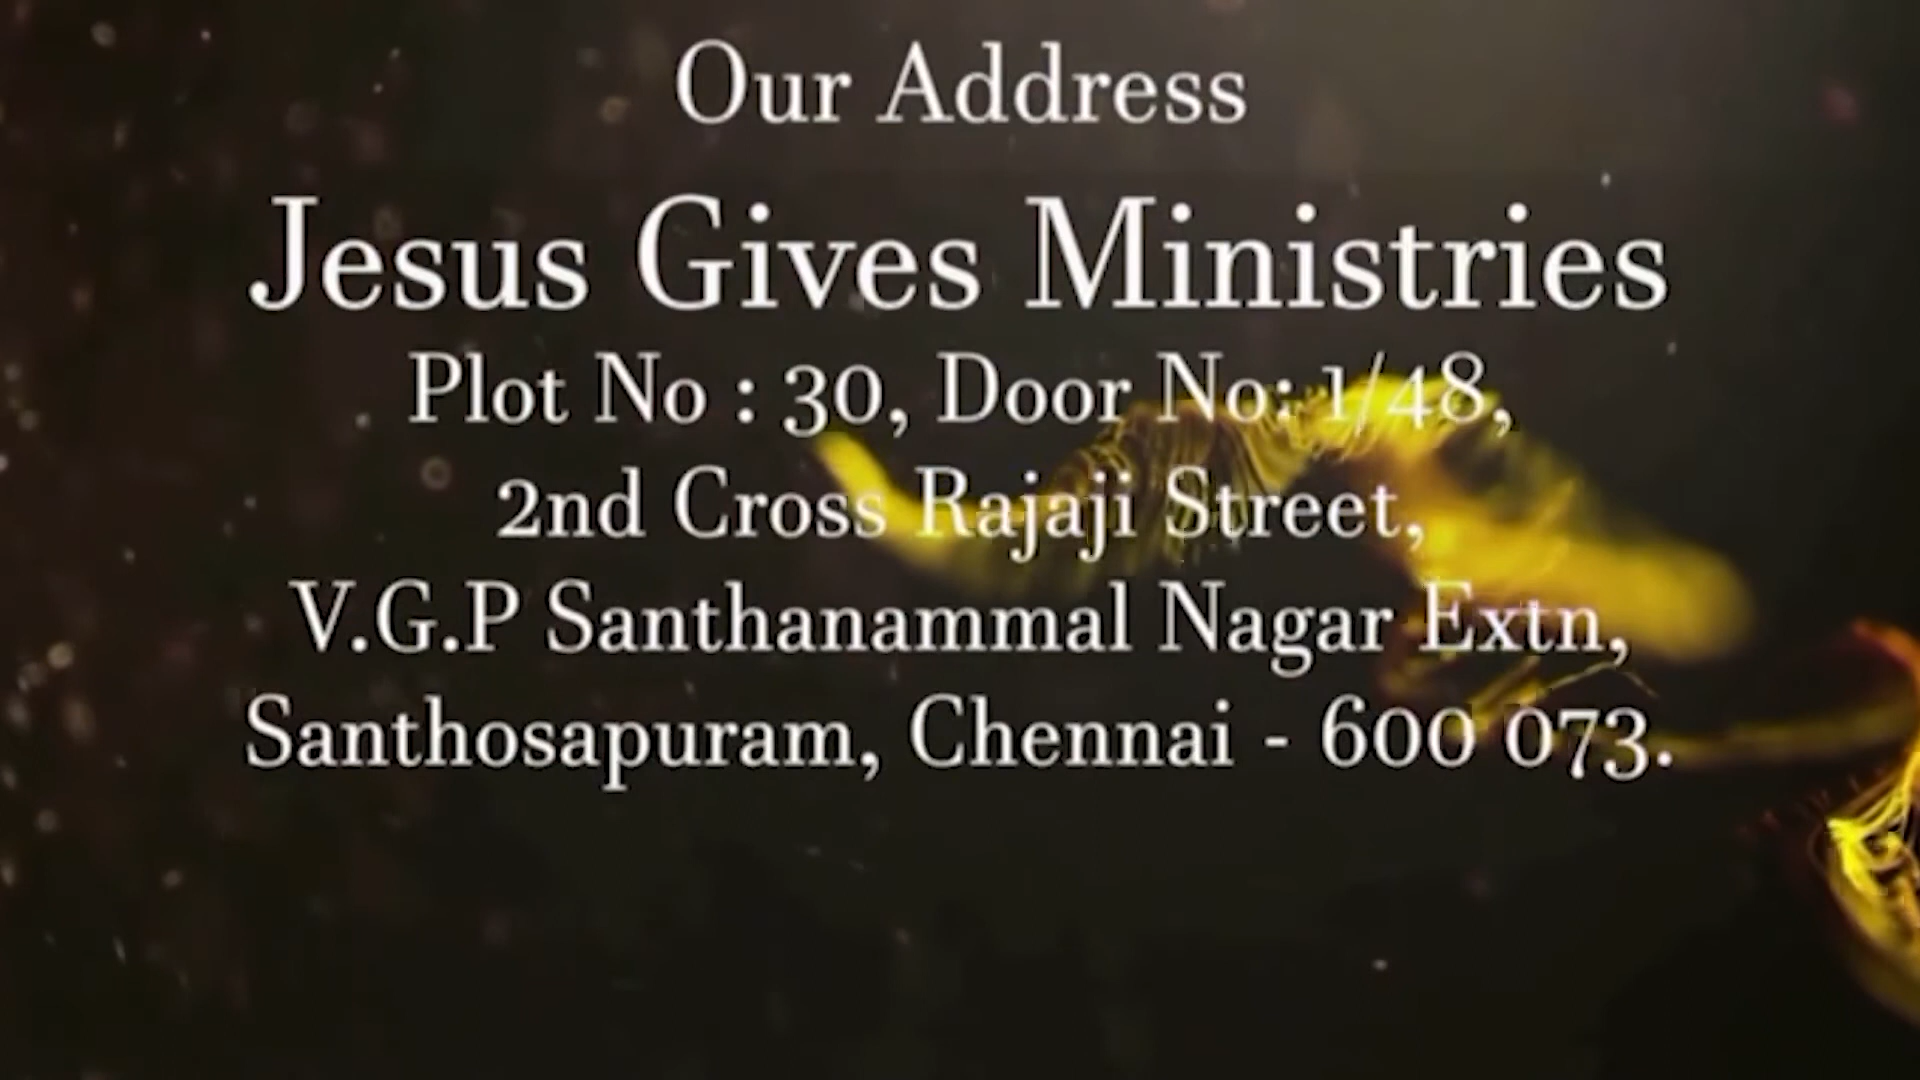 Our Address
Jesus Gives Ministries
Plot No : 30, Door No: 1/48,
2nd Cross Rajaji Street,
V.G.P Santhanammal Nagar Extn,
Santhosapuram, Chennai - 600 073.